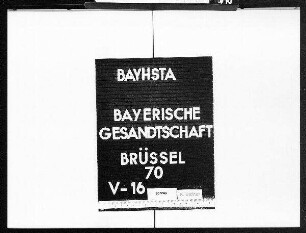 BAYHSTA
BAYERISCHE
GESANDTSCHAFT
BRÜSSEL
70
V-16